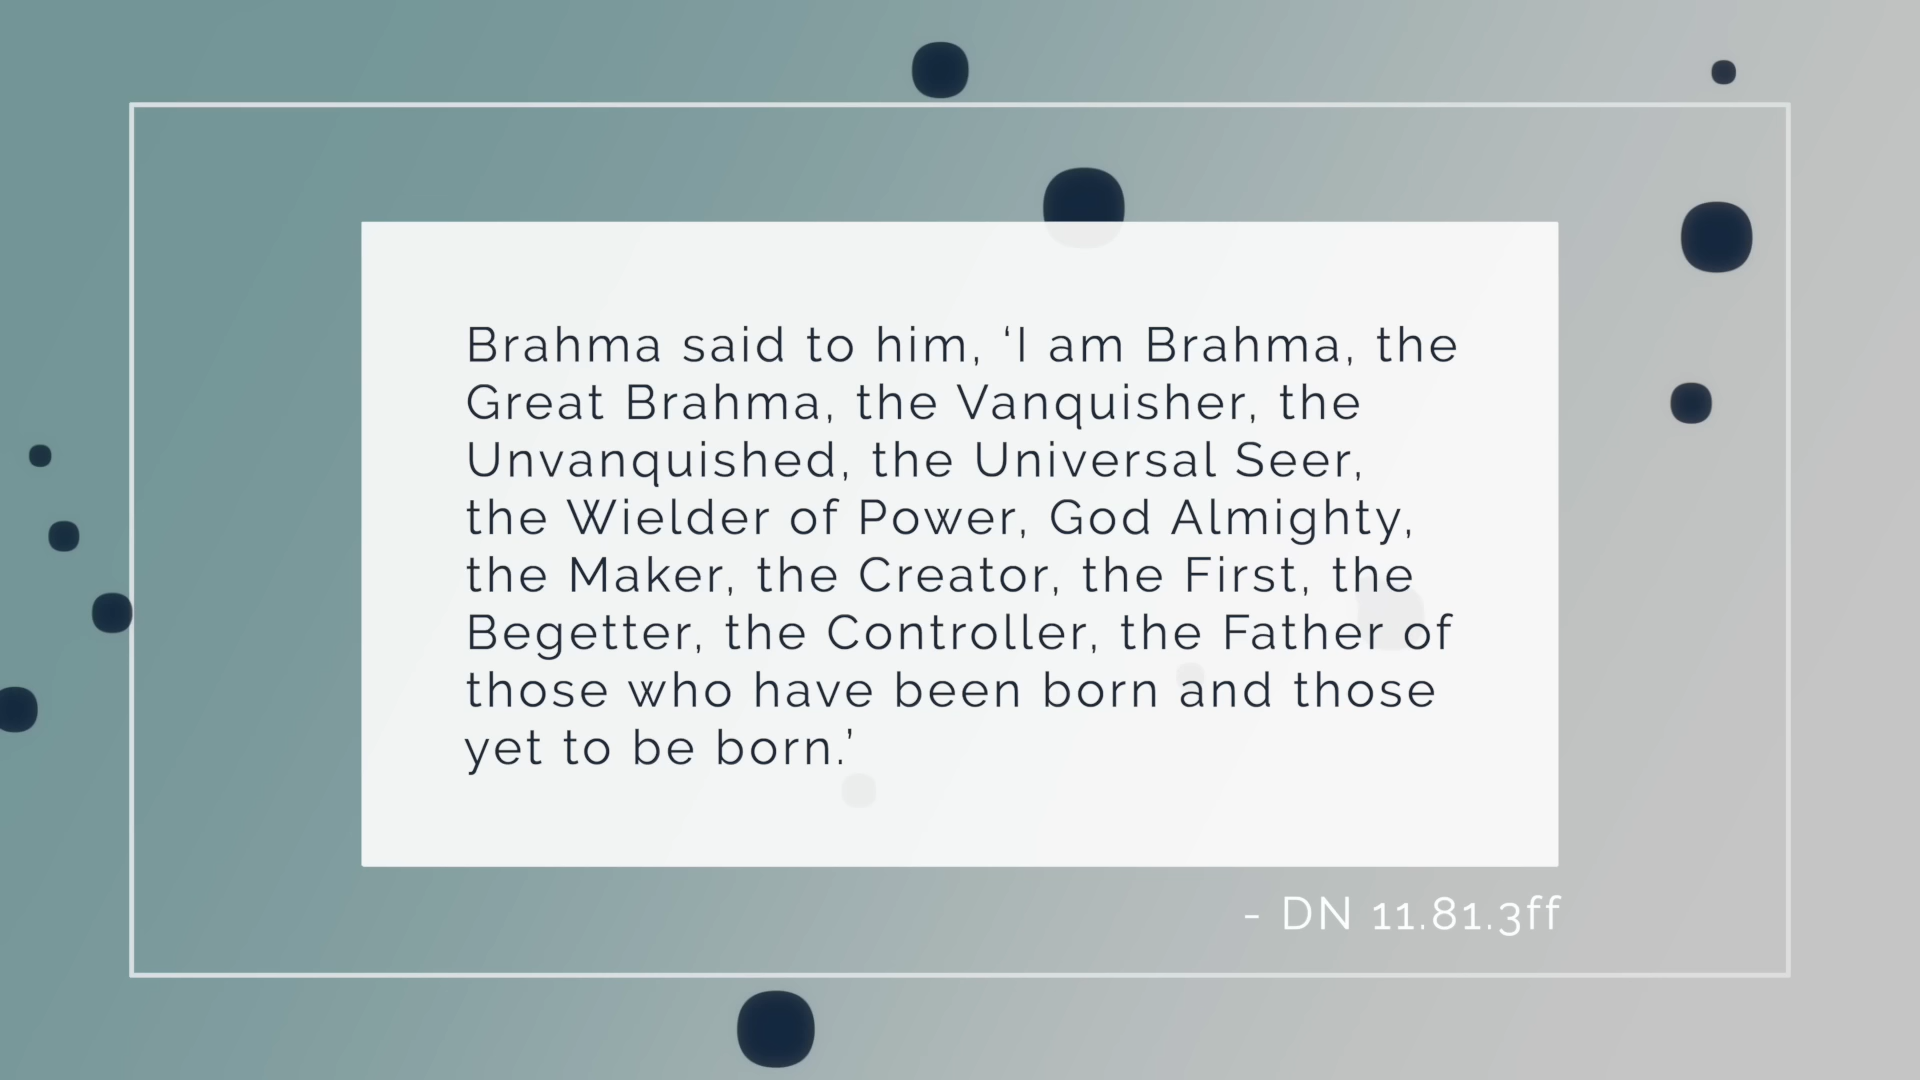 Brahma said to him, ‘I am Brahma, the
Great Brahma, the Vanquisher, the
Unvanquished, the Universal Seer,
the Wielder of Power, God Almighty,
the Maker, the Creator, the First, the
Begetter, the Controller, the Father of
those who have been born and those
yet to be born.’
- DN 11.81.3ff